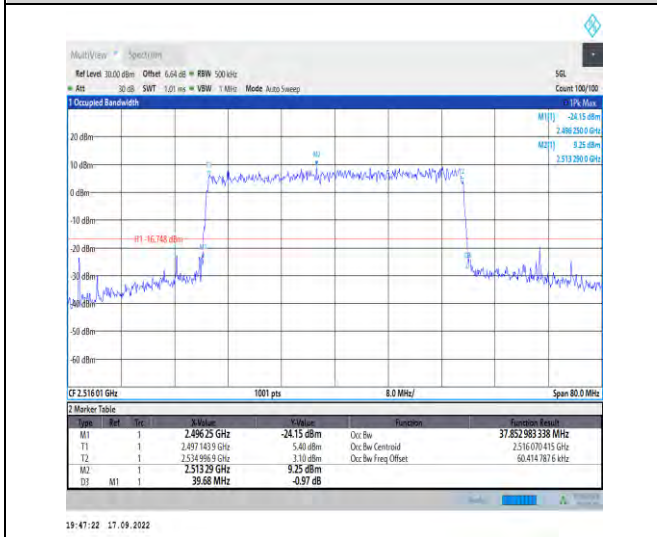 MultiView Spectrum
Ref Level 30.00 dBm Offset 6.64 dB RBW 500 kHz SGL
Att 30 dB SWT 1.01 ms VBW 1 MHz Mode Auto Sweep Count 100/100
1 Occupied Bandwidth 1Pk Max
M1[1] -24.15 dBm
2.496 250 0 GHz
M2[1] 9.25 dBm
2.513 290 0 GHz
20 dBm
10 dBm
0 dBm
-10 dBm
H1 -16.748 dBm
-20 dBm
-30 dBm
-40 dBm
-50 dBm
-60 dBm
M2
CF 2.516 01 GHz 1001 pts 8.0 MHz/ Span 80.0 MHz
2 Marker Table
Type Ref Trc X-Value Y-Value Function Function Result
M1 1 2.496 25 GHz -24.15 dBm Occ Bw 37.852 983 338 MHz
T1 1 2.497 143 9 GHz 5.40 dBm Occ Bw Centroid 2.516 070 415 GHz
T2 1 2.534 996 9 GHz 3.10 dBm Occ Bw Freq Offset 60.414 787 6 kHz
M2 1 2.513 29 GHz 9.25 dBm
D3 M1 1 39.68 MHz -0.97 dB
19:47:22 17.09.2022